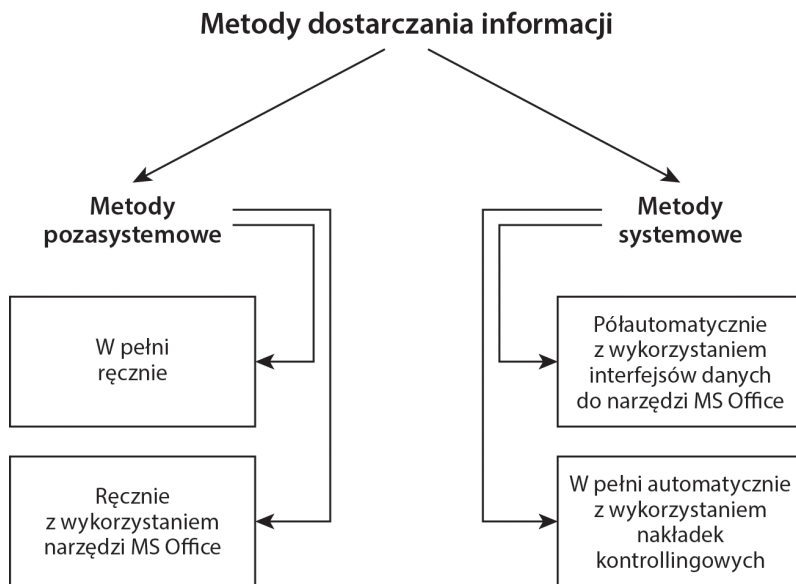 Metody dostarczania informacji
Metody
pozasystemowe
W pełni
ręcznie
Ręcznie
z wykorzystaniem
narzędzi MS Office
Metody
systemowe
Półautomatycznie
z wykorzystaniem
interfejsów danych
do narzędzi MS Office
W pełni automatycznie
z wykorzystaniem
nakładek
kontrollingowych